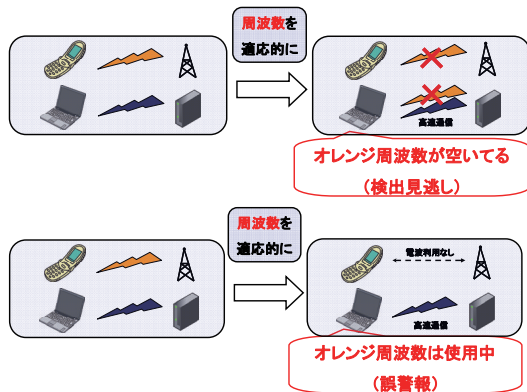 周波数を
適応的に
高速通信
オレンジ周波数が空いてる
（検出見逃し）
周波数を
適応的に
電波利用なし
高速通信
オレンジ周波数は使用中
（誤警報）